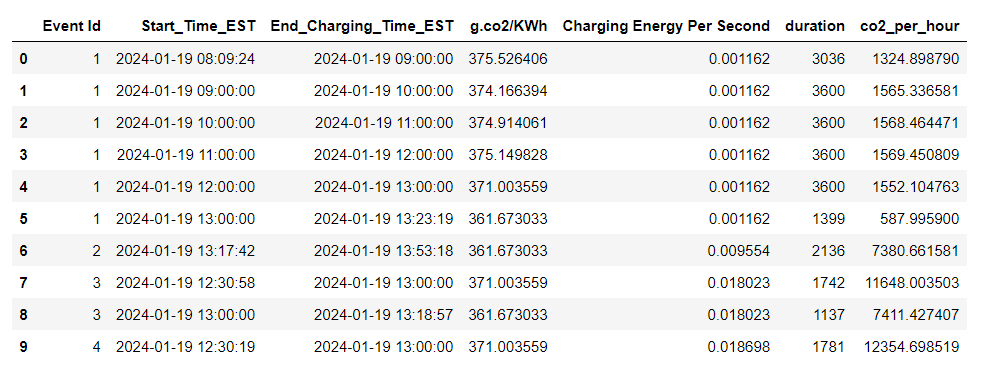 Event Id Start_Time_EST End_Charging_Time_EST g.co2/KWh Charging Energy Per Second duration co2_per_hour
0 1 2024-01-19 08:09:24 2024-01-19 09:00:00 375.526406 0.001162 3036 1324.898790
1 1 2024-01-19 09:00:00 2024-01-19 10:00:00 374.166394 0.001162 3600 1565.336581
2 1 2024-01-19 10:00:00 2024-01-19 11:00:00 374.914061 0.001162 3600 1568.464471
3 1 2024-01-19 11:00:00 2024-01-19 12:00:00 375.149828 0.001162 3600 1569.450809
4 1 2024-01-19 12:00:00 2024-01-19 13:00:00 371.003559 0.001162 3600 1552.104763
5 1 2024-01-19 13:00:00 2024-01-19 13:23:19 361.673033 0.001162 1399 587.995900
6 2 2024-01-19 13:17:42 2024-01-19 13:53:18 361.673033 0.009554 2136 7380.661581
7 3 2024-01-19 12:30:58 2024-01-19 13:00:00 371.003559 0.018023 1742 11648.003503
8 3 2024-01-19 13:00:00 2024-01-19 13:18:57 361.673033 0.018023 1137 7411.427407
9 4 2024-01-19 12:30:19 2024-01-19 13:00:00 371.003559 0.018698 1781 12354.698519